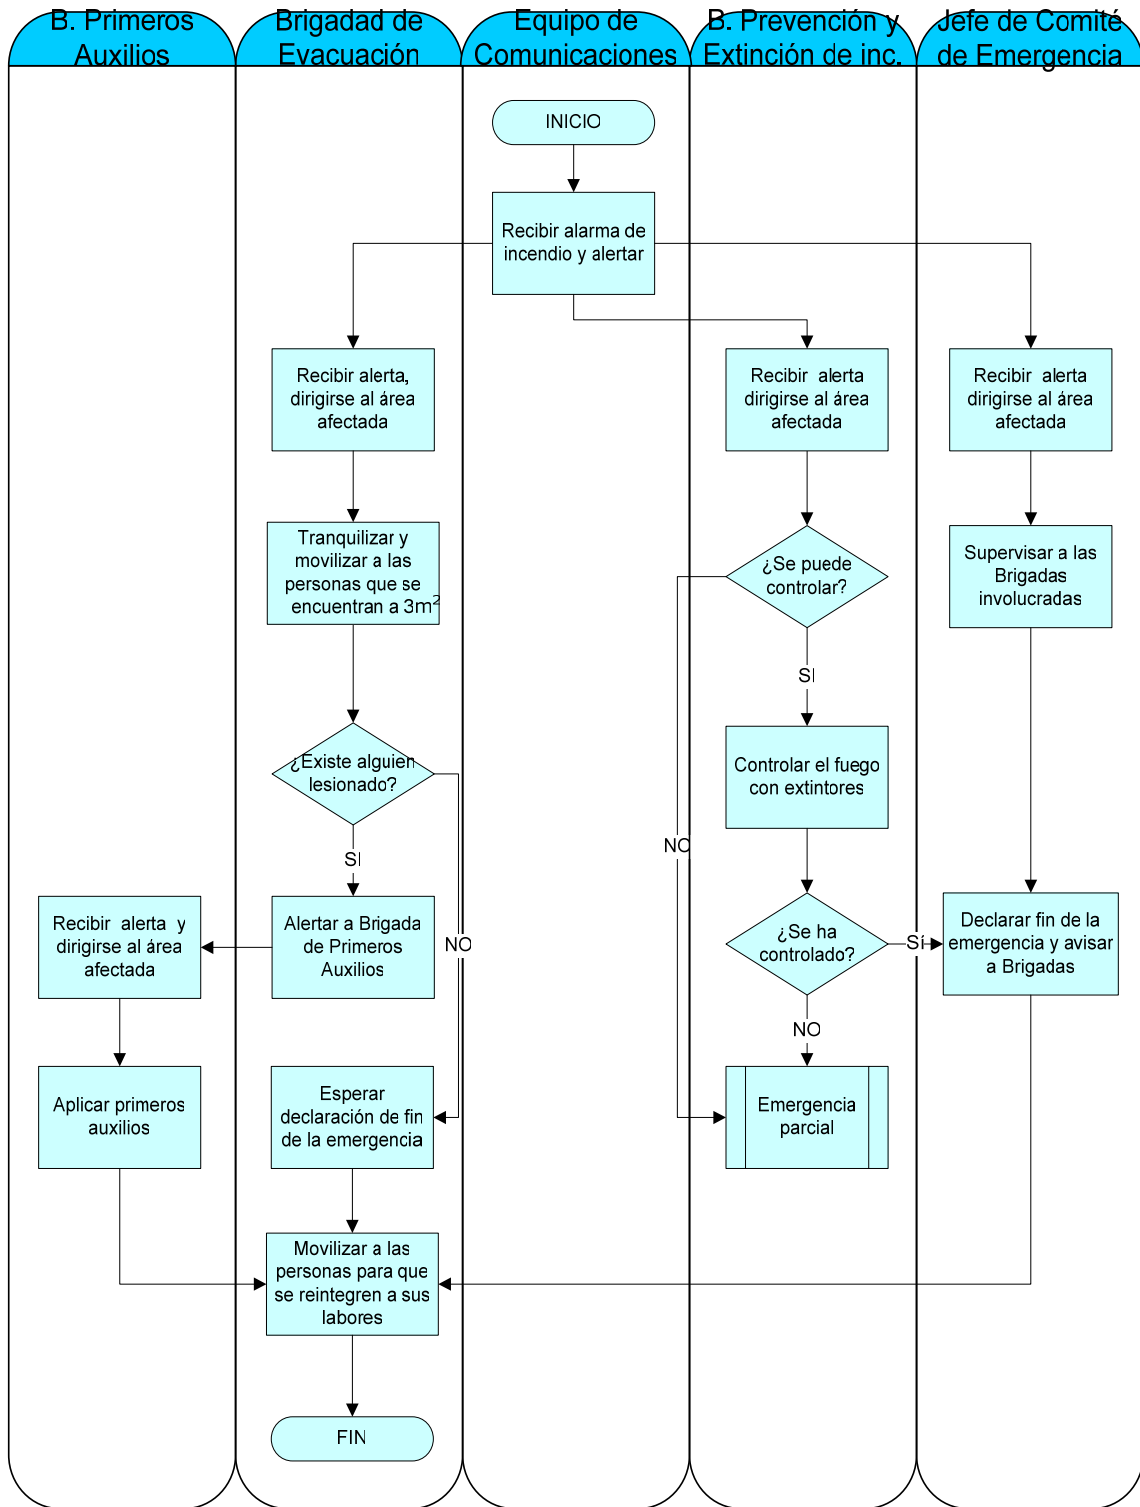 B. Primeros
Auxilios
Brigadad de
Evacuación
Equipo de
Comunicaciones
B. Prevención y
Extinción de inc.
Jefe de Comité
de Emergencia
INICIO
Recibir alarma de
incendio y alertar
Recibir alerta,
dirigirse al área
afectada
Recibir alerta
dirigirse al área
afectada
Recibir alerta
dirigirse al área
afectada
Tranquilizar y
movilizar a las
personas que se
encuentran a 3m²
¿Se puede
controlar?
Supervisar a las
Brigadas
involucradas
SI
¿Existe alguien
lesionado?
Controlar el fuego
con extintores
NO
SI
Recibir alerta y
dirigirse al área
afectada
Alertar a Brigada
de Primeros
Auxilios
NO
¿Se ha
controlado?
Sí
Declarar fin de la
emergencia y avisar
a Brigadas
NO
Aplicar primeros
auxilios
Esperar
declaración de fin
de la emergencia
Emergencia
parcial
Movilizar a las
personas para que
se reintegren a sus
labores
FIN